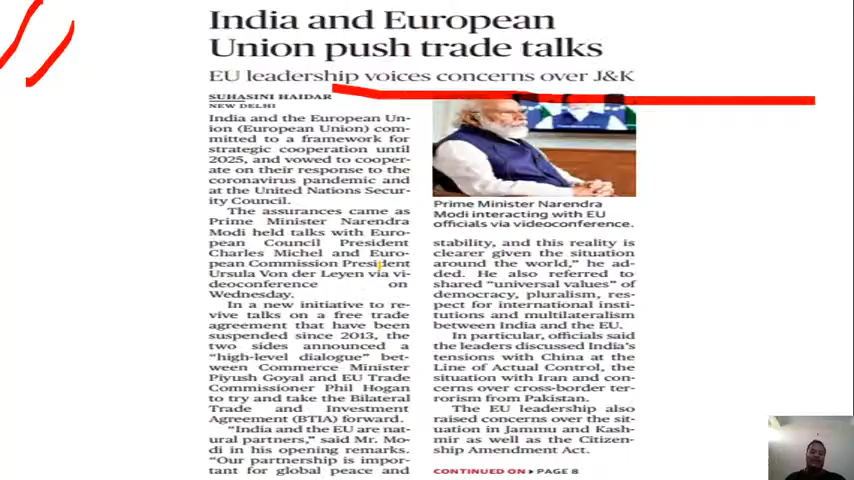 India and European
Union push trade talks
EU leadership voices concerns over J&K
SUHASINI HAIDAR
NEW DELHI
India and the European Un-
ion (European Union) com-
mitted to a framework for
strategic cooperation until
2025, and vowed to cooper-
ate on their response to the
coronavirus pandemic and
at the United Nations Secur-
ity Council.
The assurances came as
Prime Minister Narendra
Modi held talks with Euro-
pean Council President
Charles Michel and Euro-
pean Commission President
Ursula Von der Leyen via vi-
deoconference on
Wednesday.
In a new initiative to re-
vive talks on a free trade
agreement that have been
suspended since 2013, the
two sides announced a
“high-level dialogue” bet-
ween Commerce Minister
Piyush Goyal and EU Trade
Commissioner Phil Hogan
to try and take the Bilateral
Trade and Investment
Agreement (BTIA) forward.
“India and the EU are nat-
ural partners,” said Mr. Mo-
di in his opening remarks.
“Our partnership is impor-
tant for global peace and
Prime Minister Narendra
Modi interacting with EU
officials via videoconference.
stability, and this reality is
clearer given the situation
around the world,” he ad-
ded. He also referred to
shared “universal values” of
democracy, pluralism, res-
pect for international insti-
tutions and multilateralism
between India and the EU.
In particular, officials said
the leaders discussed India’s
tensions with China at the
Line of Actual Control, the
situation with Iran and con-
cerns over cross-border ter-
rorism from Pakistan.
The EU leadership also
raised concerns over the sit-
uation in Jammu and Kash-
mir as well as the Citizen-
ship Amendment Act.
CONTINUED ON ▸ PAGE 8